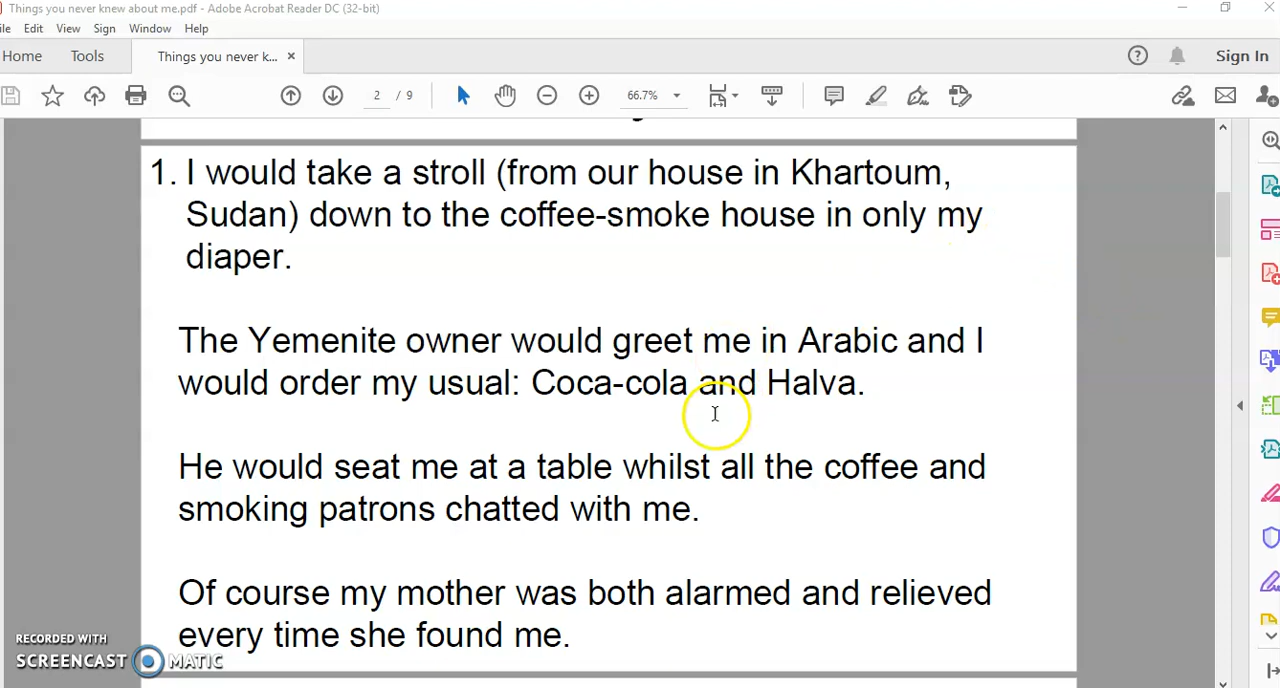 Things you never knew about me.pdf - Adobe Acrobat Reader DC (32-bit)
ile Edit View Sign Window Help
Home Tools Things you never k... × Sign In
2 / 9 66.7%
1. I would take a stroll (from our house in Khartoum,
Sudan) down to the coffee-smoke house in only my
diaper.
The Yemenite owner would greet me in Arabic and I
would order my usual: Coca-cola and Halva.
He would seat me at a table whilst all the coffee and
smoking patrons chatted with me.
Of course my mother was both alarmed and relieved
every time she found me.
RECORDED WITH
SCREENCAST MATIC